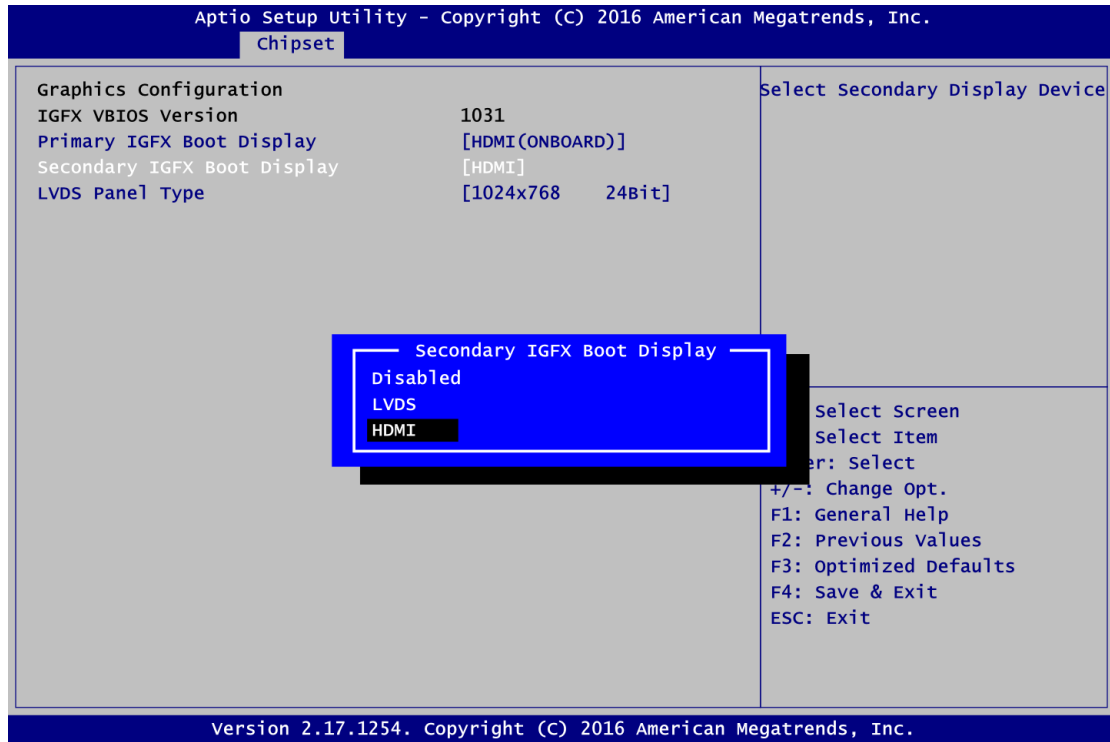 Aptio Setup Utility - Copyright (C) 2016 American Megatrends, Inc.
Chipset
Graphics Configuration
IGFX VBIOS Version 1031
Primary IGFX Boot Display [HDMI(ONBOARD)]
Secondary IGFX Boot Display [HDMI]
LVDS Panel Type [1024x768 24Bit]
Select Secondary Display Device
Secondary IGFX Boot Display
Disabled
LVDS
HDMI
Select Screen
Select Item
er: Select
+/-: Change Opt.
F1: General Help
F2: Previous Values
F3: Optimized Defaults
F4: Save & Exit
ESC: Exit
Version 2.17.1254. Copyright (C) 2016 American Megatrends, Inc.